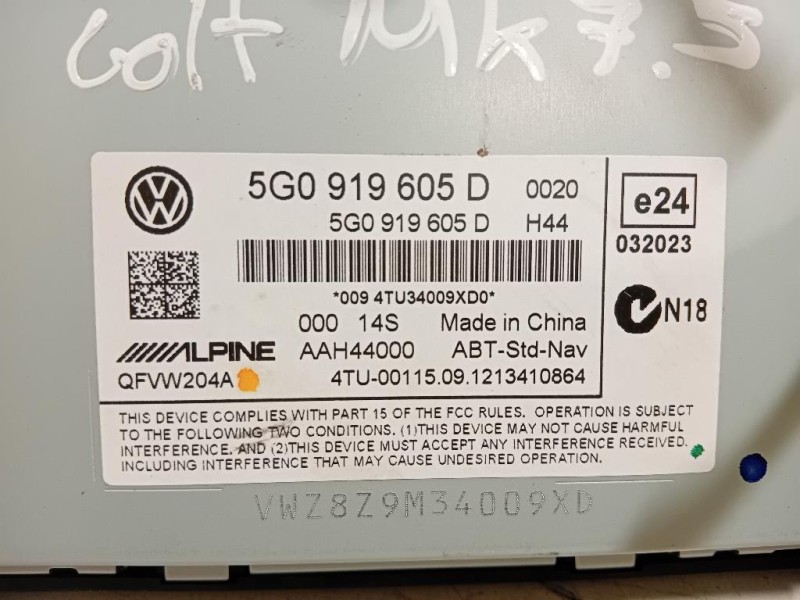 Golf Mk 7.5
5G0 919 605 D 0020
5G0 919 605 D H44
e24
032023
*009 4TU34009XD0*
N18
000 14S Made in China
ALPINE AAH44000 ABT-Std-Nav
QFVW204A 4TU-00115.09.1213410864
THIS DEVICE COMPLIES WITH PART 15 OF THE FCC RULES. OPERATION IS SUBJECT
TO THE FOLLOWING TWO CONDITIONS. (1)THIS DEVICE MAY NOT CAUSE HARMFUL
INTERFERENCE. AND (2)THIS DEVICE MUST ACCEPT ANY INTERFERENCE RECEIVED.
INCLUDING INTERFERENCE THAT MAY CAUSE UNDESIRED OPERATION.
VWZ8Z9M34009XD